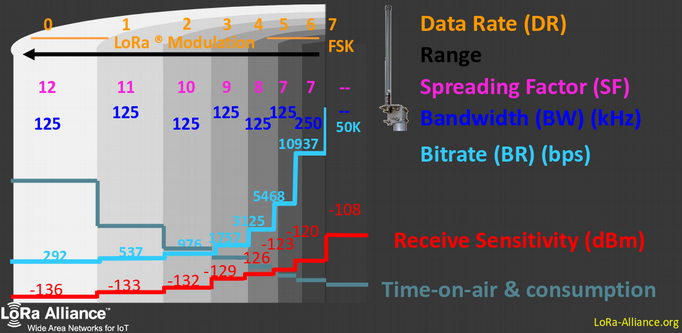 0 1 2 3 4 5 6 7
LoRa ® Modulation
FSK
Data Rate (DR)
Range
12 11 10 9 8 7 7 --
Spreading Factor (SF)
125 125 125 125 125 125 250 --
Bandwidth (BW) (kHz)
50K
Bitrate (BR) (bps)
292 537 976 1757 3125 5468 10937
-136 -133 -132 -129 126 -123 -120 -108
Receive Sensitivity (dBm)
Time-on-air & consumption
LoRa Alliance™
Wide Area Networks for IoT
LoRa-Alliance.org